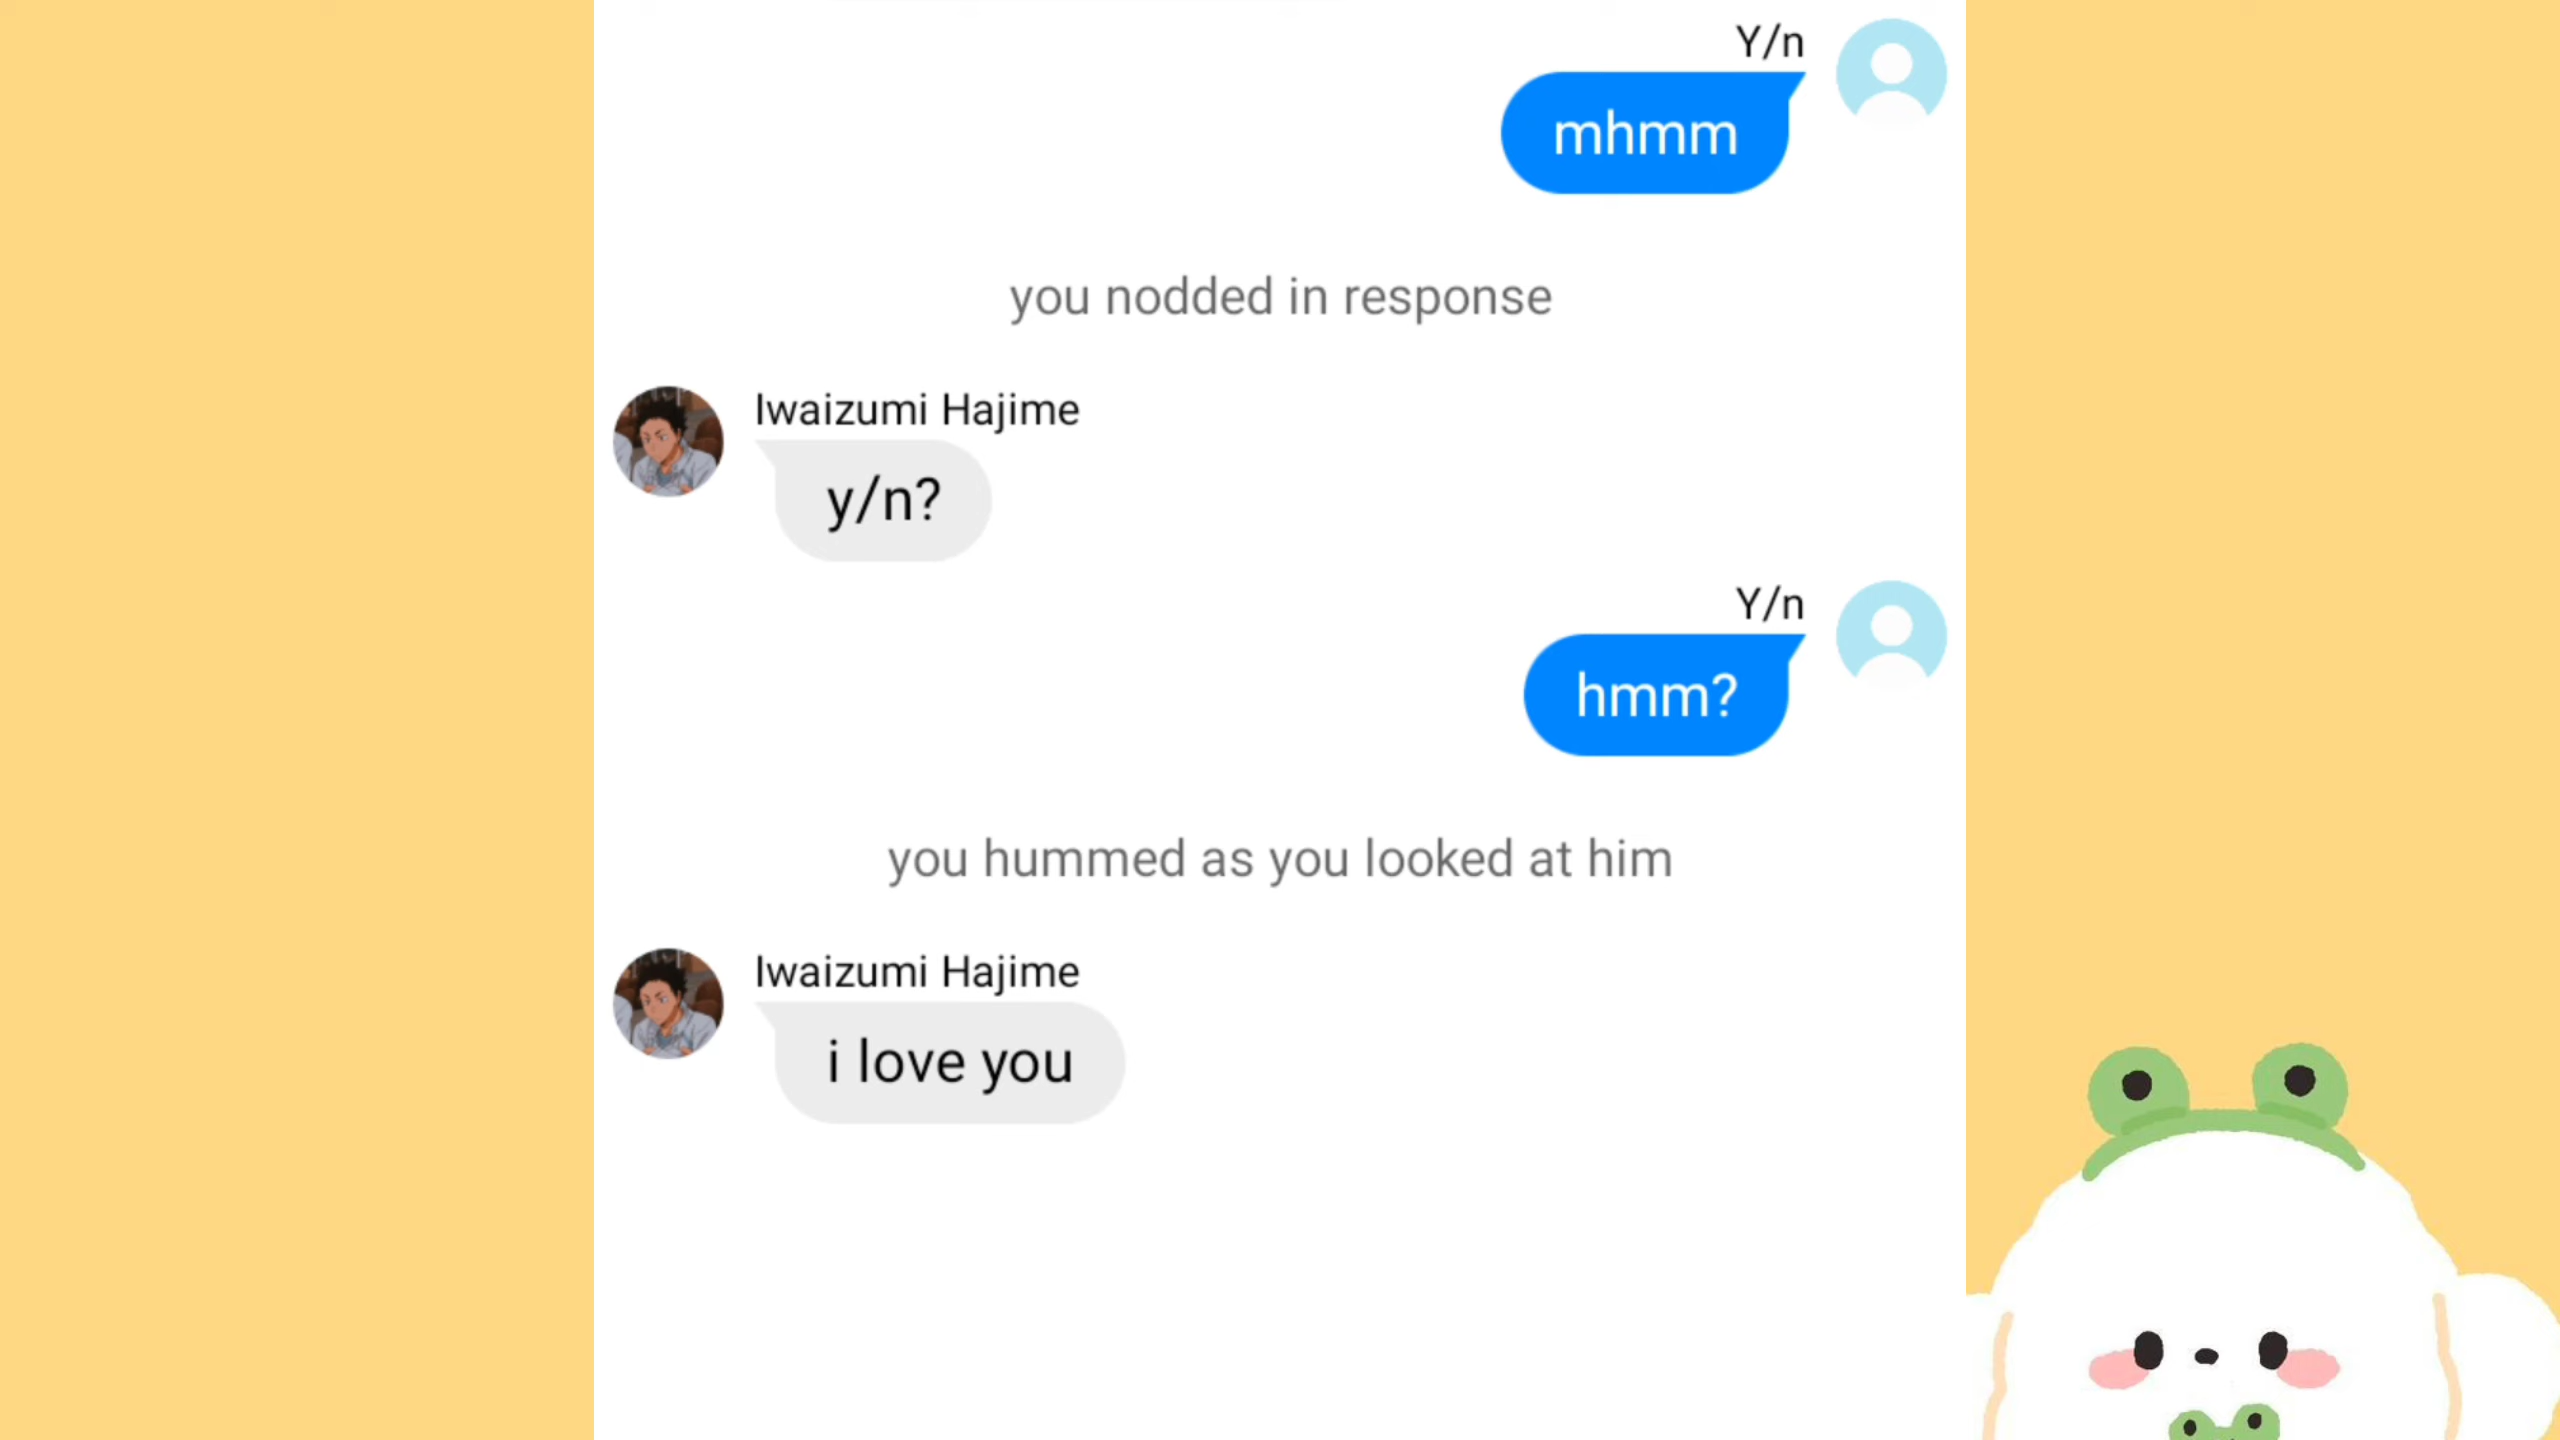 Y/n
mhmm
you nodded in response
Iwaizumi Hajime
y/n?
Y/n
hmm?
you hummed as you looked at him
Iwaizumi Hajime
i love you